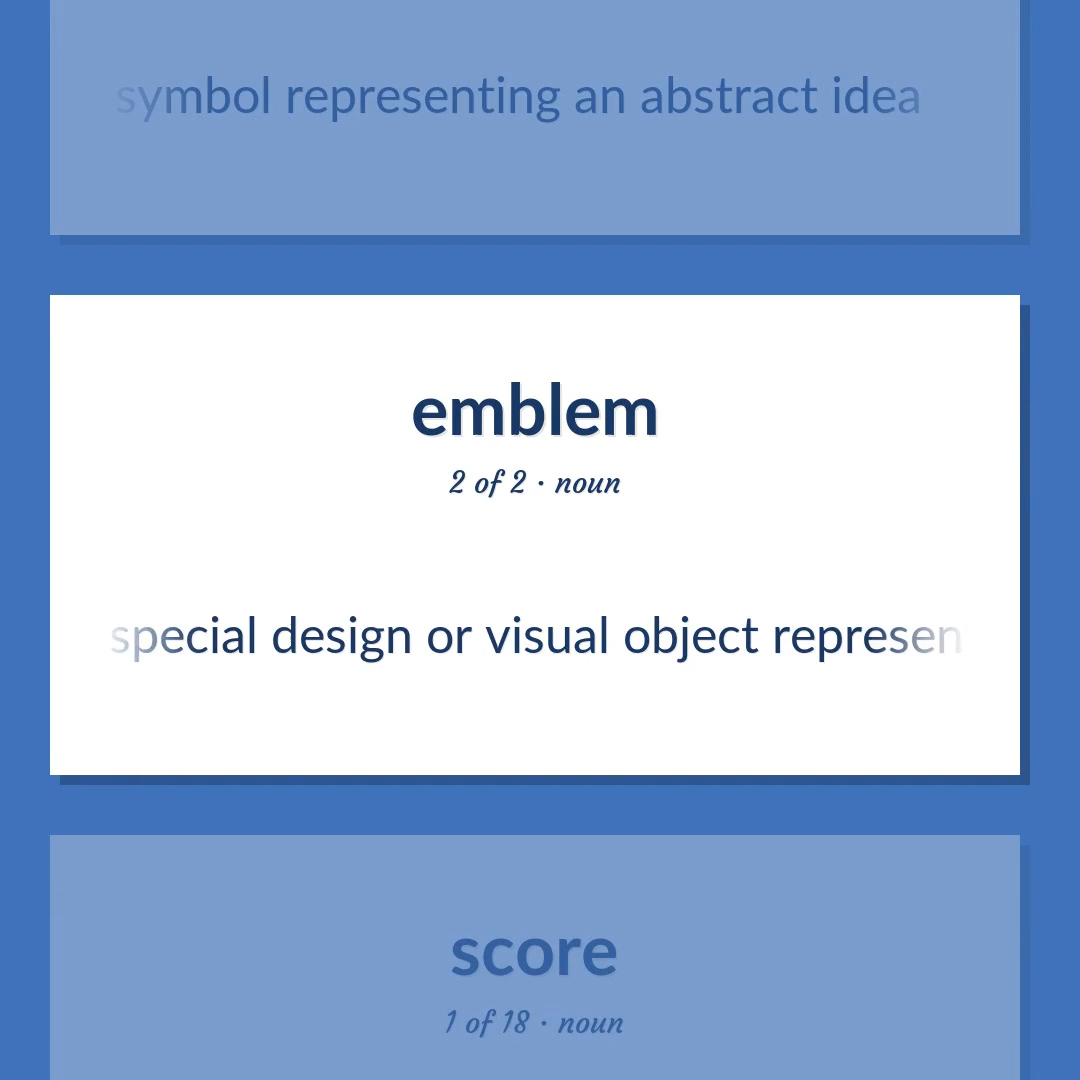 symbol representing an abstract idea
emblem
2 of 2 · noun
special design or visual object represen
score
1 of 18 · noun